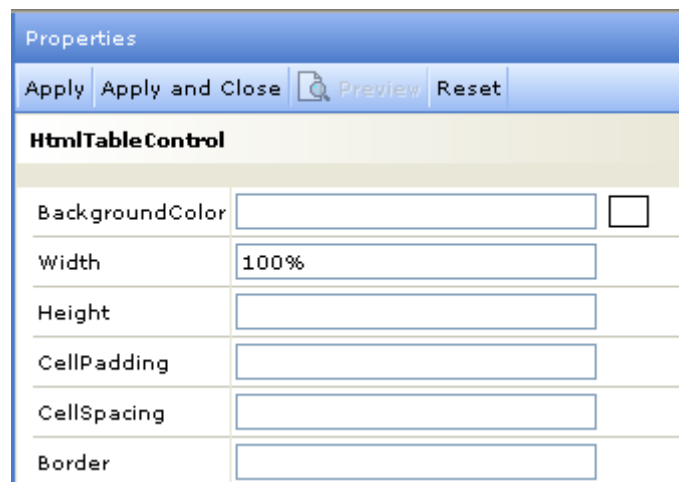 Properties
Apply Apply and Close Preview Reset
HtmlTableControl
BackgroundColor
Width 100%
Height
CellPadding
CellSpacing
Border